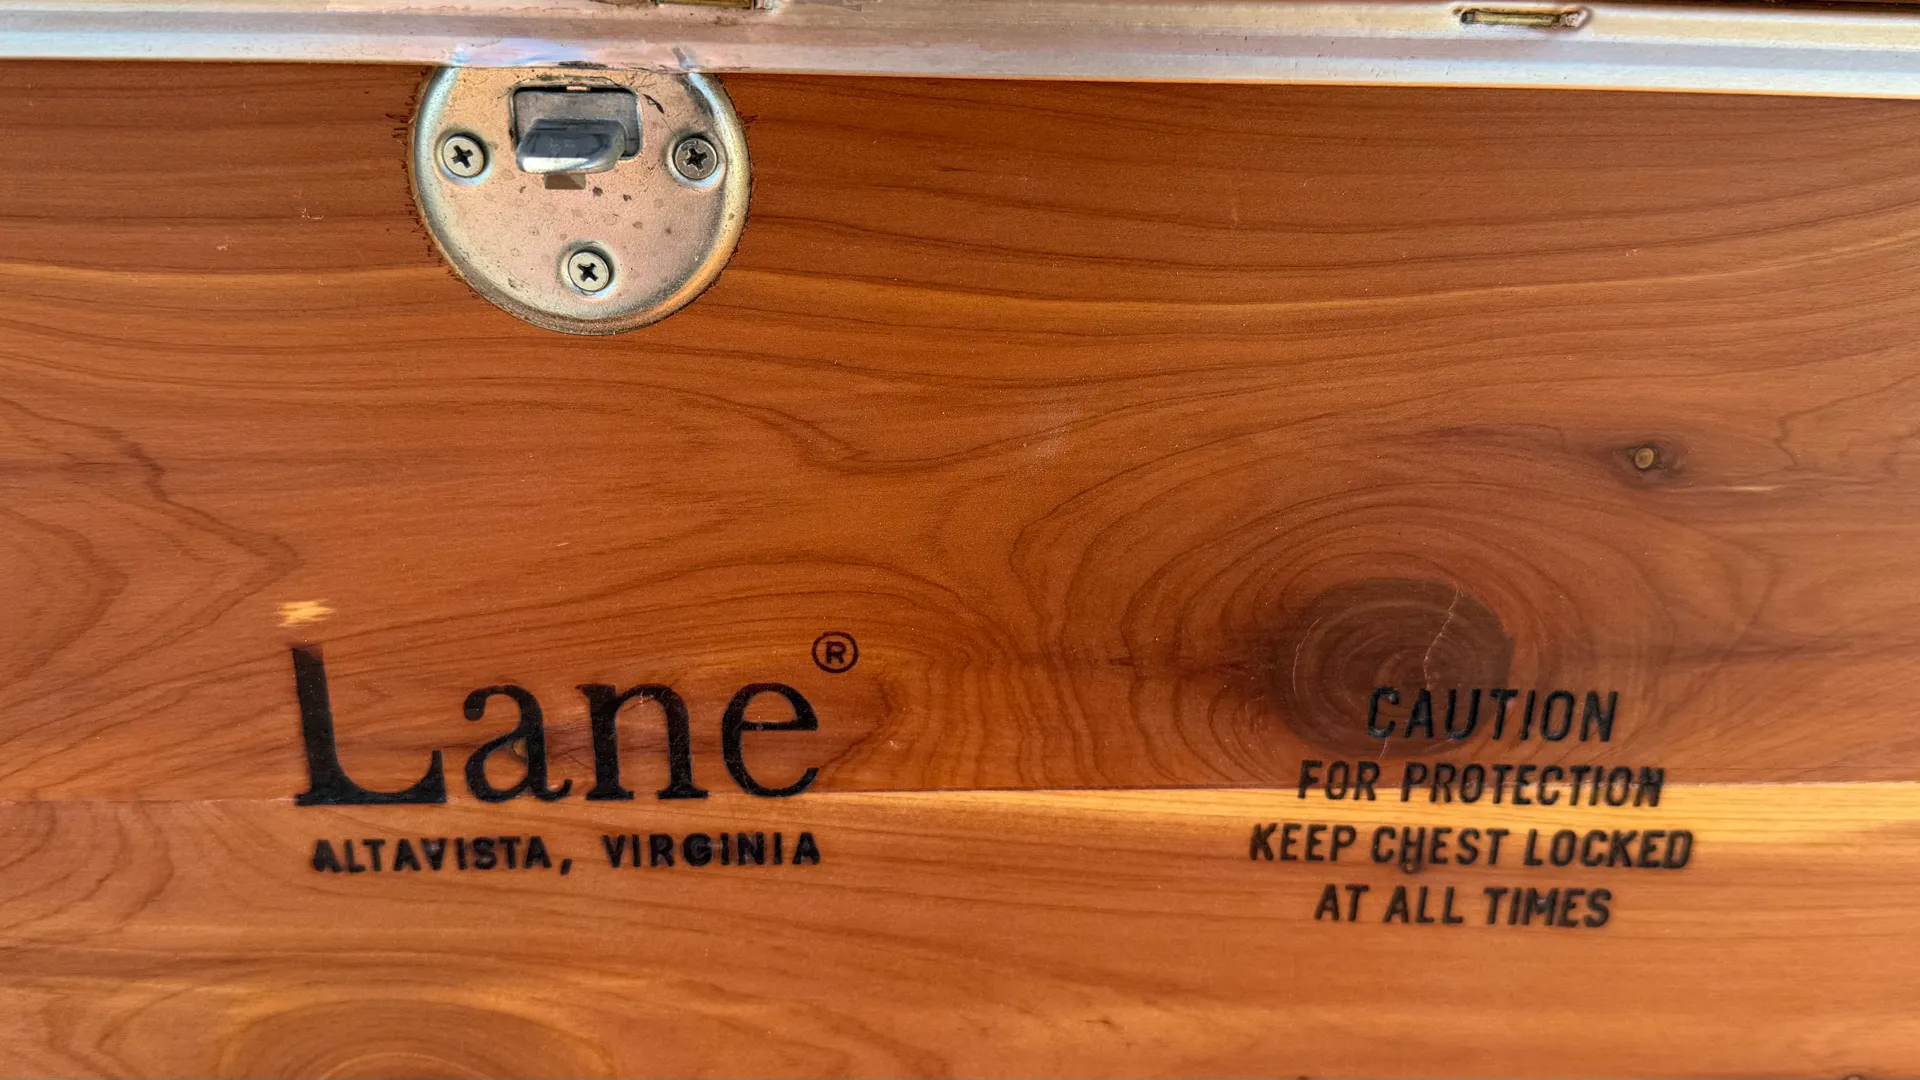 Lane®
ALTAVISTA, VIRGINIA
CAUTION
FOR PROTECTION
KEEP CHEST LOCKED
AT ALL TIMES